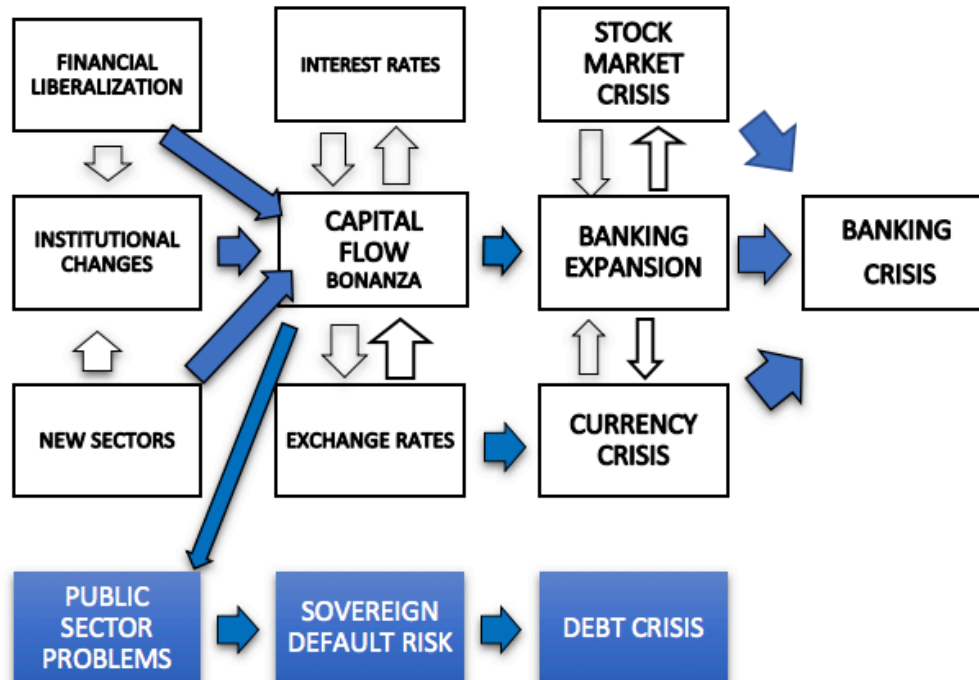 FINANCIAL
LIBERALIZATION
INTEREST RATES
STOCK
MARKET
CRISIS
INSTITUTIONAL
CHANGES
CAPITAL
FLOW
BONANZA
BANKING
EXPANSION
BANKING
CRISIS
NEW SECTORS
EXCHANGE RATES
CURRENCY
CRISIS
PUBLIC
SECTOR
PROBLEMS
SOVEREIGN
DEFAULT RISK
DEBT CRISIS